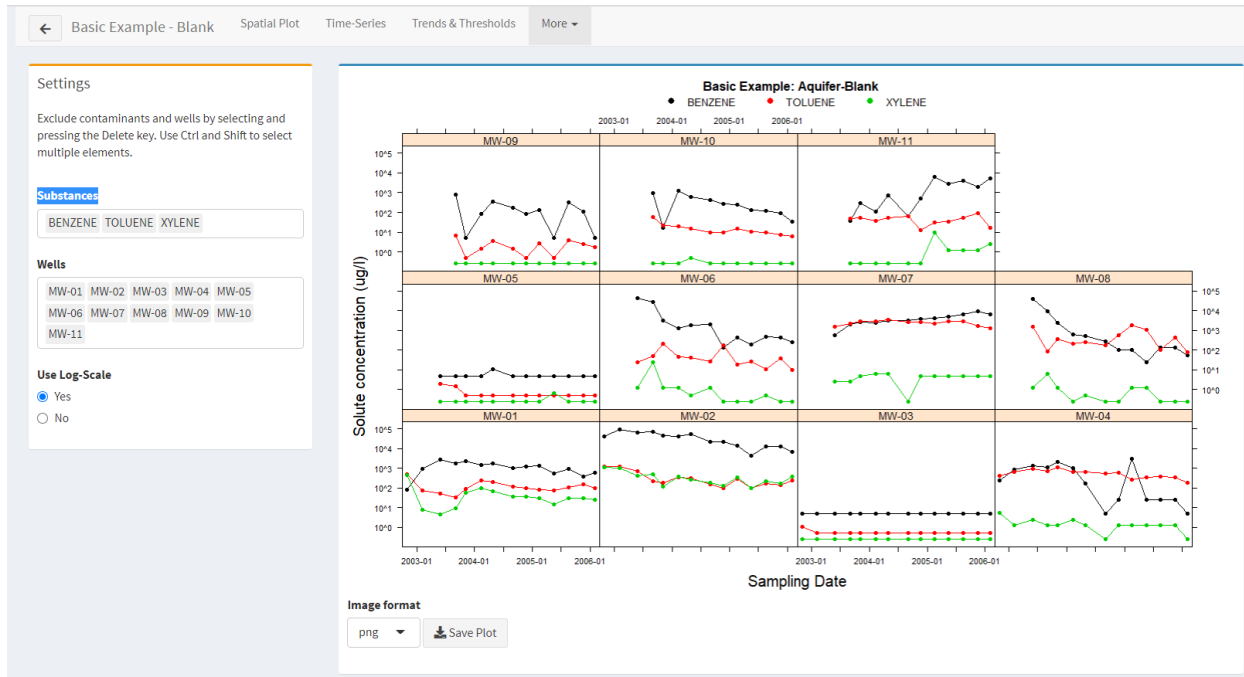 Basic Example - Blank Spatial Plot Time-Series Trends & Thresholds More
Settings
Exclude contaminants and wells by selecting and
pressing the Delete key. Use Ctrl and Shift to select
multiple elements.
Substances
BENZENE TOLUENE XYLENE
Wells
MW-01 MW-02 MW-03 MW-04 MW-05
MW-06 MW-07 MW-08 MW-09 MW-10
MW-11
Use Log-Scale
Yes
No
Basic Example: Aquifer-Blank
BENZENE TOLUENE XYLENE
2003-01 2004-01 2005-01 2006-01
MW-09 MW-10 MW-11
10^5
10^4
10^3
10^2
10^1
10^0
MW-05 MW-06 MW-07 MW-08
10^5
10^4
10^3
10^2
10^1
10^0
MW-01 MW-02 MW-03 MW-04
10^5
10^4
10^3
10^2
10^1
10^0
Solute concentration (ug/l)
2003-01 2004-01 2005-01 2006-01 2003-01 2004-01 2005-01 2006-01
Sampling Date
Image format
png Save Plot